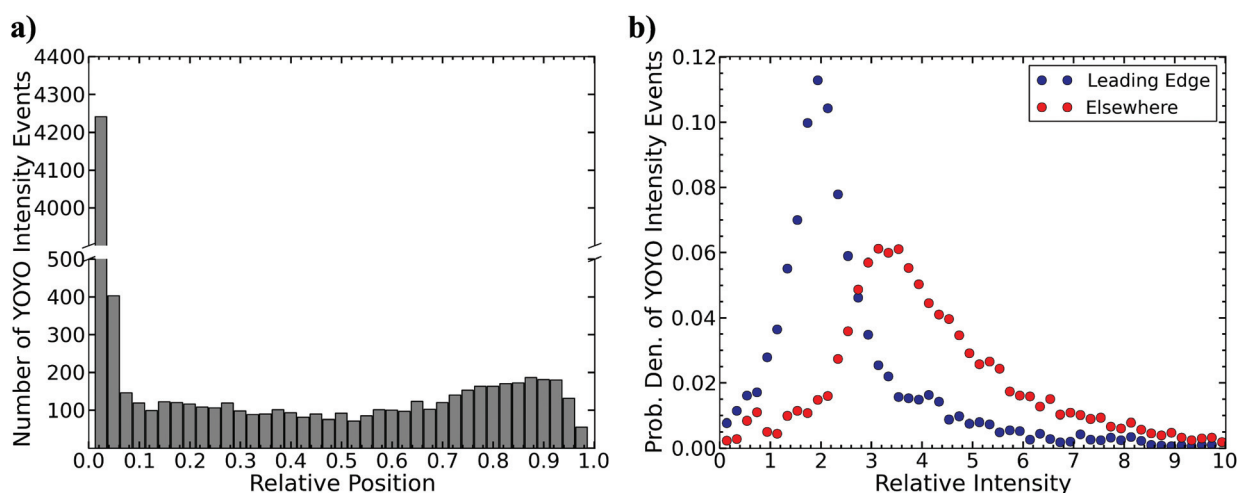 a)
Number of YOYO Intensity Events
4400
4300
4200
4100
4000
500
400
300
200
100
0.0 0.1 0.2 0.3 0.4 0.5 0.6 0.7 0.8 0.9 1.0
Relative Position
b)
Prob. Den. of YOYO Intensity Events
0.12
0.10
0.08
0.06
0.04
0.02
0.00
Leading Edge
Elsewhere
0 1 2 3 4 5 6 7 8 9 10
Relative Intensity